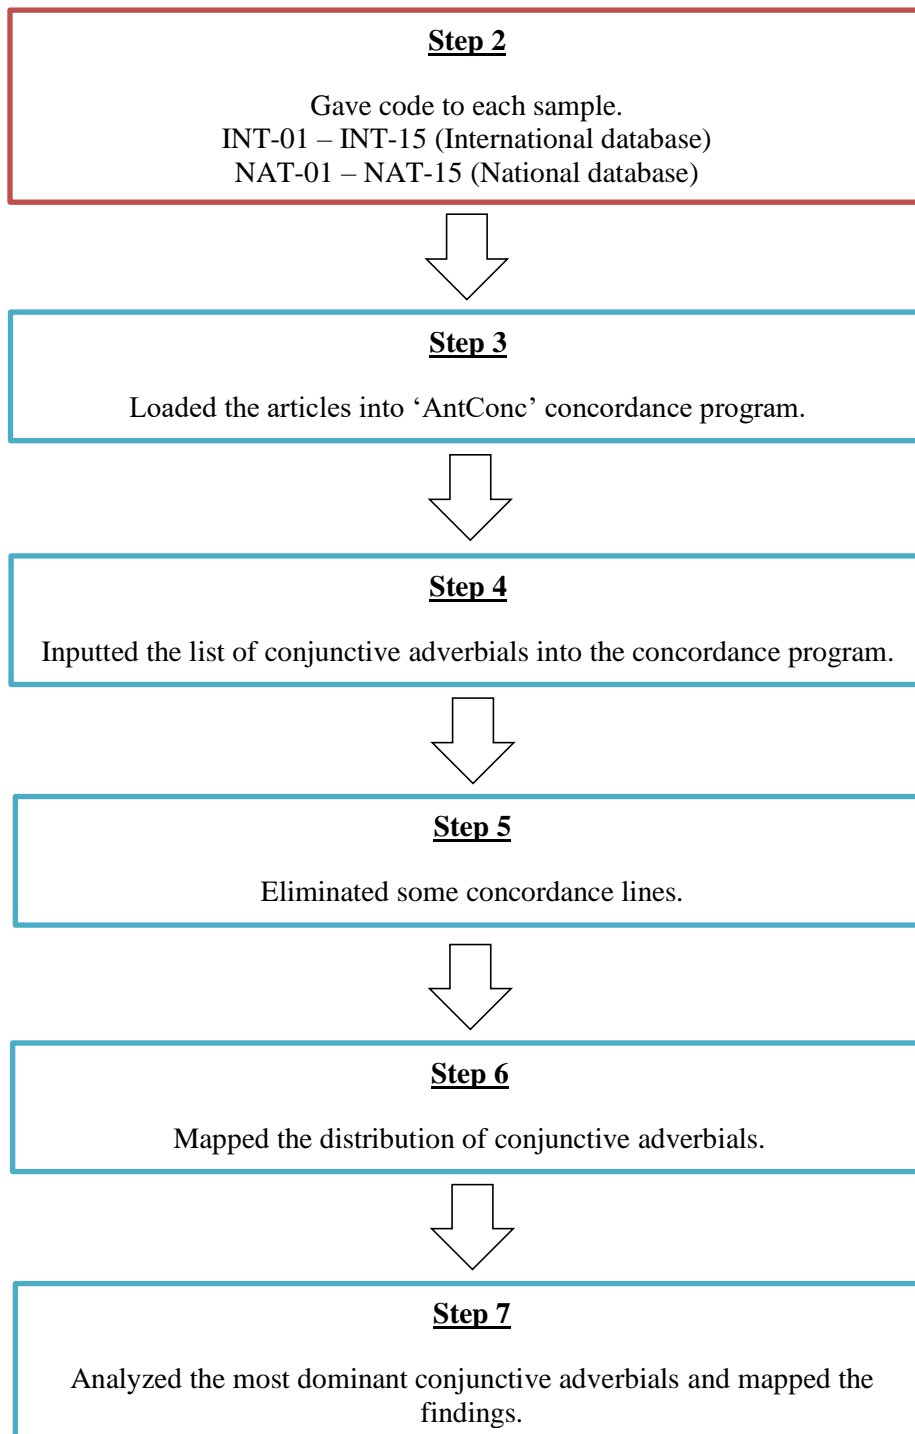 Step 2
Gave code to each sample.
INT-01 – INT-15 (International database)
NAT-01 – NAT-15 (National database)
Step 3
Loaded the articles into ‘AntConc’ concordance program.
Step 4
Inputted the list of conjunctive adverbials into the concordance program.
Step 5
Eliminated some concordance lines.
Step 6
Mapped the distribution of conjunctive adverbials.
Step 7
Analyzed the most dominant conjunctive adverbials and mapped the
findings.